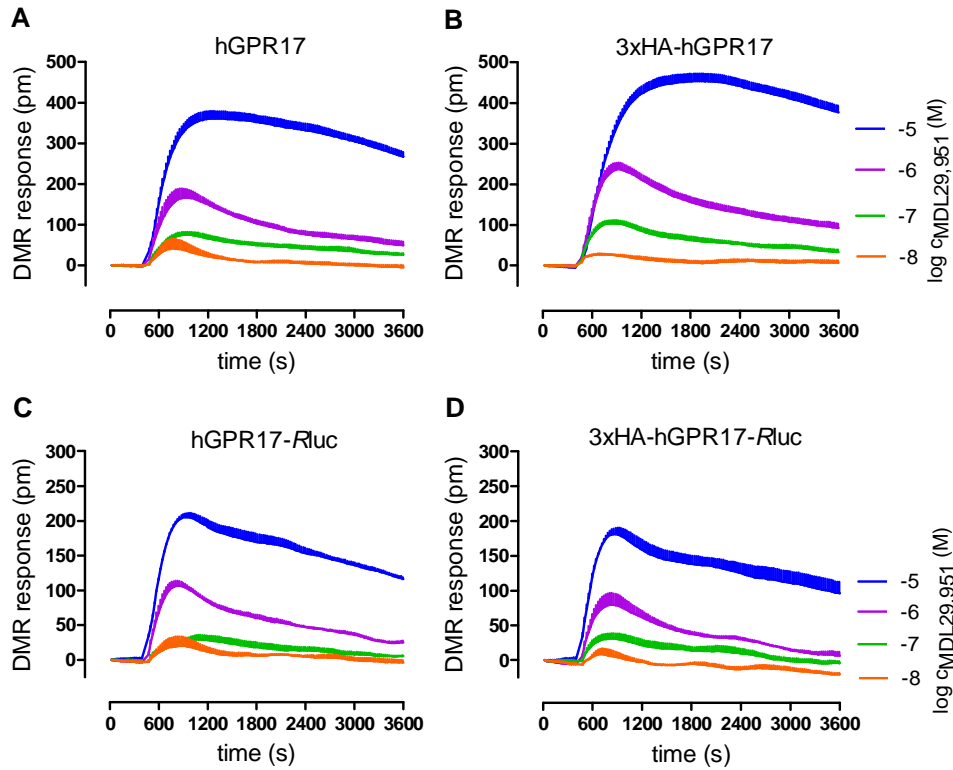 A
hGPR17
DMR response (pm)
500
400
300
200
100
0
0 600 1200 1800 2400 3000 3600
time (s)
B
3xHA-hGPR17
DMR response (pm)
500
400
300
200
100
0
0 600 1200 1800 2400 3000 3600
time (s)
-5
-6
-7
-8
log cMDL29,951 (M)
C
hGPR17-Rluc
DMR response (pm)
300
250
200
150
100
50
0
0 600 1200 1800 2400 3000 3600
time (s)
D
3xHA-hGPR17-Rluc
DMR response (pm)
300
250
200
150
100
50
0
0 600 1200 1800 2400 3000 3600
time (s)
-5
-6
-7
-8
log cMDL29,951 (M)